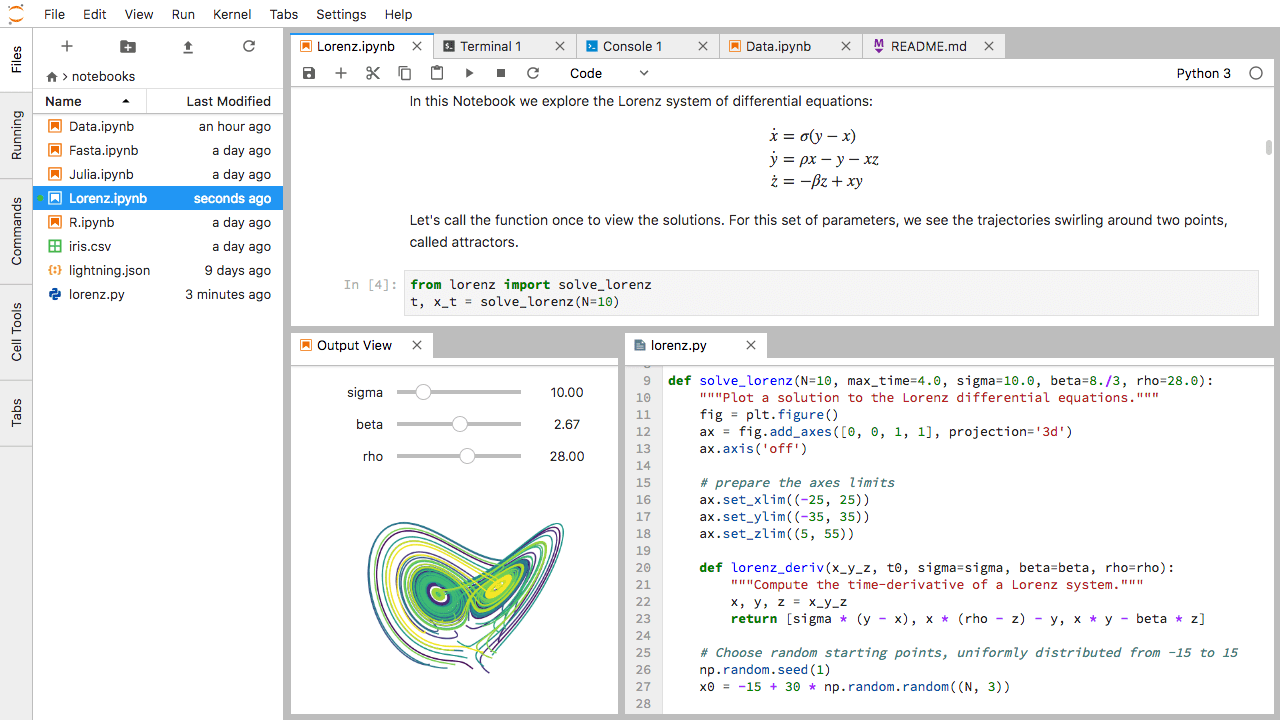 File Edit View Run Kernel Tabs Settings Help
Files
Running
Commands
Cell Tools
Tabs
notebooks
Name Last Modified
Data.ipynb an hour ago
Fasta.ipynb a day ago
Julia.ipynb a day ago
Lorenz.ipynb seconds ago
R.ipynb a day ago
iris.csv a day ago
lightning.json 9 days ago
lorenz.py 3 minutes ago
Lorenz.ipynb Terminal 1 Console 1 Data.ipynb README.md
Code Python 3
In this Notebook we explore the Lorenz system of differential equations:
ẋ = σ(y − x)
ẏ = ρx − y − xz
ż = −βz + xy
Let's call the function once to view the solutions. For this set of parameters, we see the trajectories swirling around two points,
called attractors.
In [4]: from lorenz import solve_lorenz
t, x_t = solve_lorenz(N=10)
Output View
sigma 10.00
beta 2.67
rho 28.00
lorenz.py
9 def solve_lorenz(N=10, max_time=4.0, sigma=10.0, beta=8./3, rho=28.0):
10     """Plot a solution to the Lorenz differential equations."""
11     fig = plt.figure()
12     ax = fig.add_axes([0, 0, 1, 1], projection='3d')
13     ax.axis('off')
14
15     # prepare the axes limits
16     ax.set_xlim((-25, 25))
17     ax.set_ylim((-35, 35))
18     ax.set_zlim((5, 55))
19
20     def lorenz_deriv(x_y_z, t0, sigma=sigma, beta=beta, rho=rho):
21         """Compute the time-derivative of a Lorenz system."""
22         x, y, z = x_y_z
23         return [sigma * (y - x), x * (rho - z) - y, x * y - beta * z]
24
25     # Choose random starting points, uniformly distributed from -15 to 15
26     np.random.seed(1)
27     x0 = -15 + 30 * np.random.random((N, 3))
28